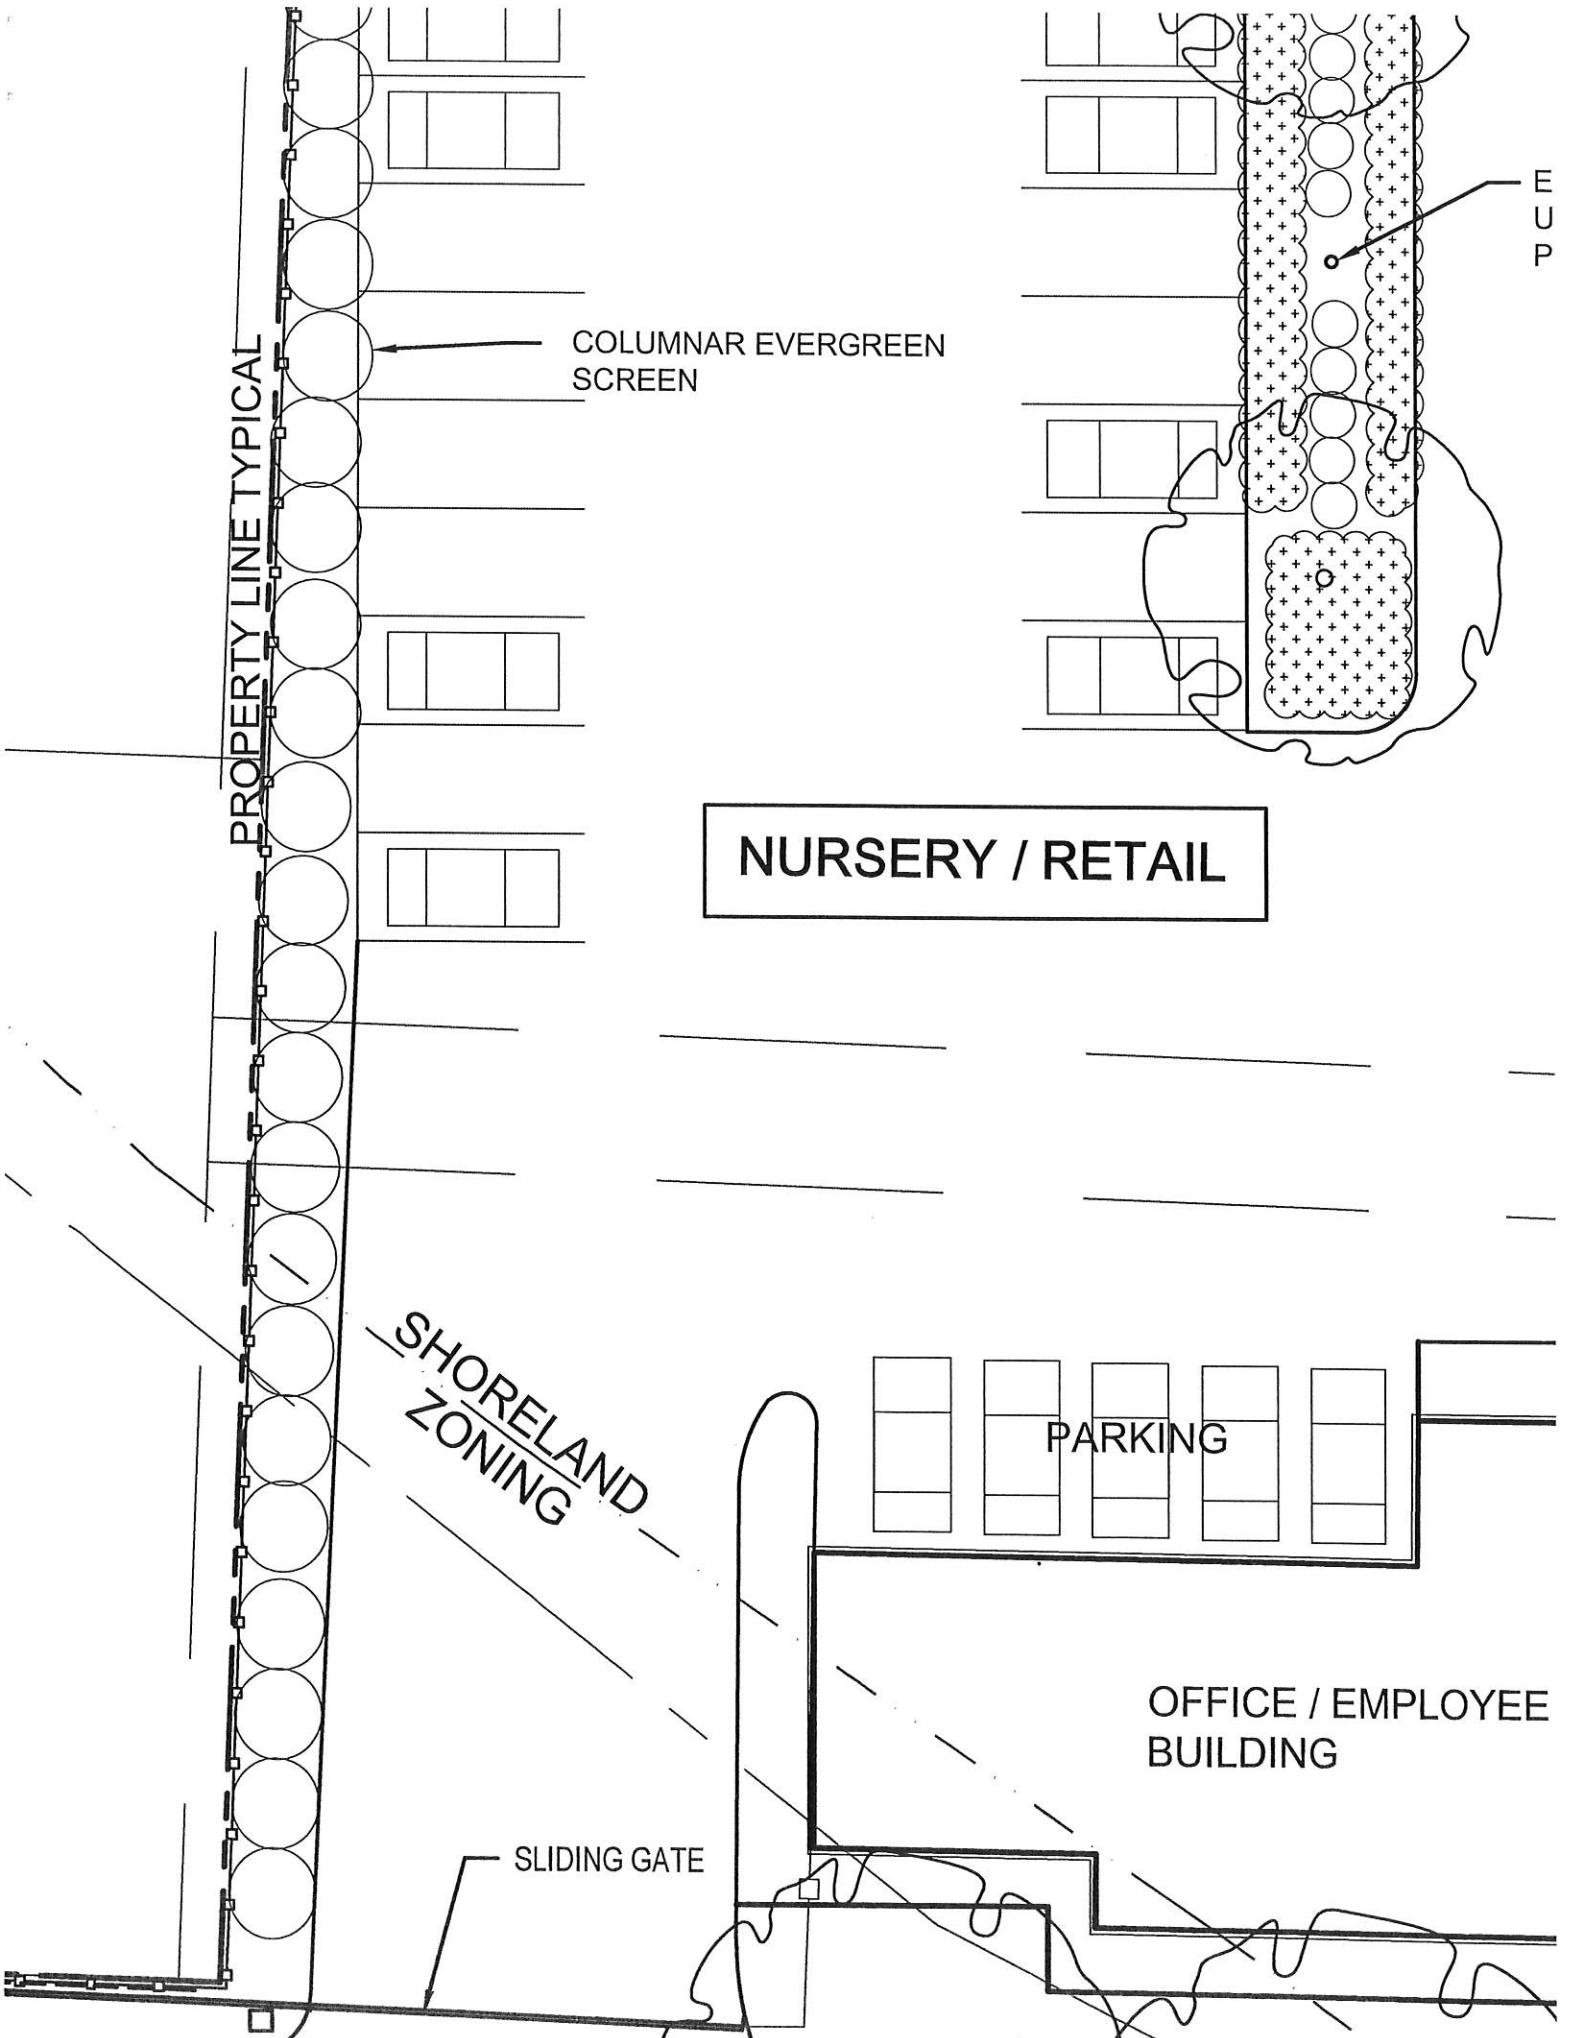 E
U
P
COLUMNAR EVERGREEN
SCREEN
PROPERTY LINE TYPICAL
NURSERY / RETAIL
SHORELAND
ZONING
PARKING
OFFICE / EMPLOYEE
BUILDING
SLIDING GATE